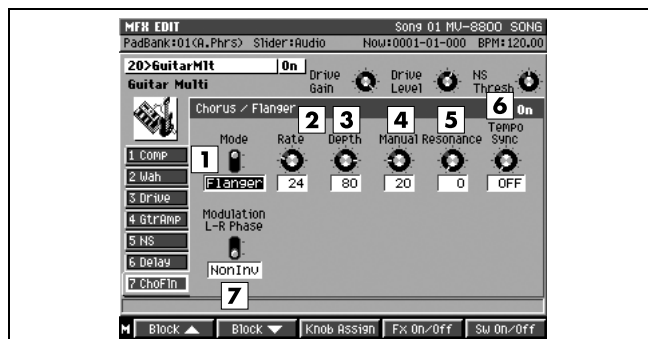 MFX EDIT Song 01 MV-8800 SONG
PadBank:01(A.Phrs) Slider:Audio Now:0001-01-000 BPM:120.00
20>GuitarMlt On
Guitar Multi
Drive Gain
Drive Level
NS Thresh
Chorus / Flanger On
1
2
3
4
5
6
Mode Rate Depth Manual Resonance Tempo Sync
Flanger 24 80 20 0 OFF
1 Comp
2 Wah
3 Drive
4 GtrAmp
5 NS
6 Delay
7 ChoFln
Modulation
L-R Phase
NonInv
7
M Block ▲ Block ▼ Knob Assign Fx On/Off Sw On/Off